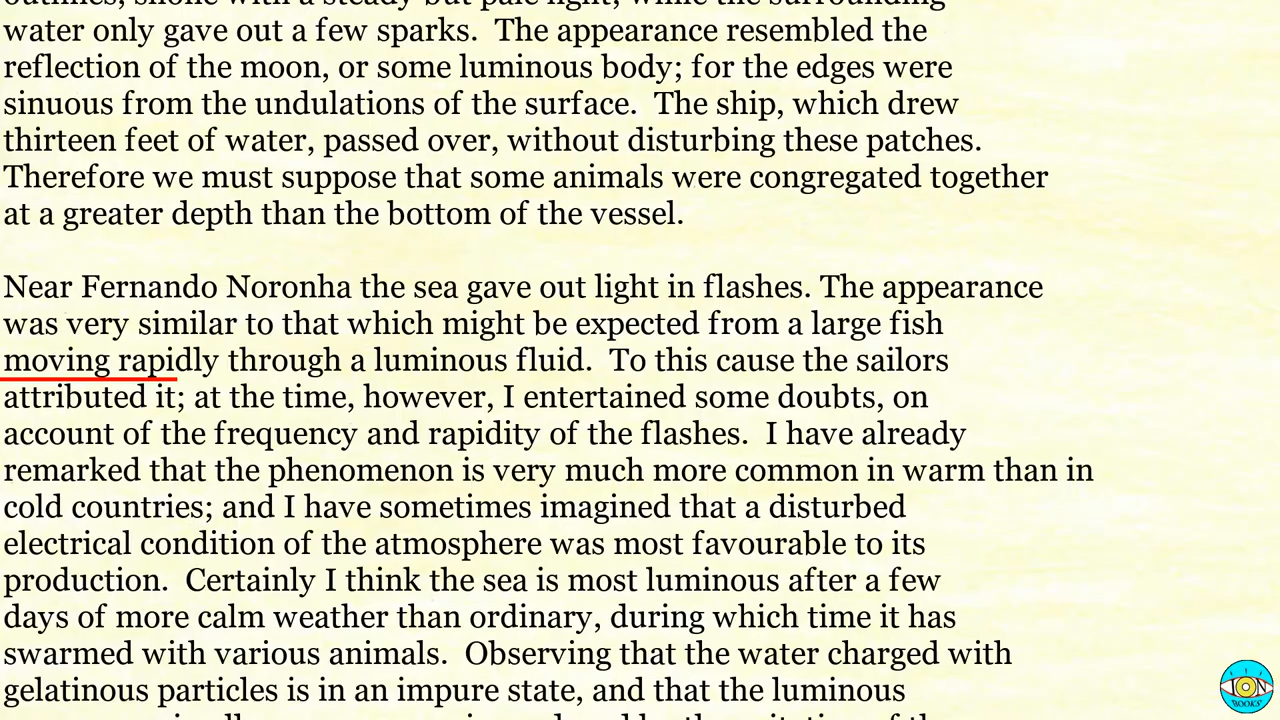 water only gave out a few sparks.  The appearance resembled the
reflection of the moon, or some luminous body; for the edges were
sinuous from the undulations of the surface.  The ship, which drew
thirteen feet of water, passed over, without disturbing these patches.
Therefore we must suppose that some animals were congregated together
at a greater depth than the bottom of the vessel.
Near Fernando Noronha the sea gave out light in flashes. The appearance
was very similar to that which might be expected from a large fish
moving rapidly through a luminous fluid.  To this cause the sailors
attributed it; at the time, however, I entertained some doubts, on
account of the frequency and rapidity of the flashes.  I have already
remarked that the phenomenon is very much more common in warm than in
cold countries; and I have sometimes imagined that a disturbed
electrical condition of the atmosphere was most favourable to its
production.  Certainly I think the sea is most luminous after a few
days of more calm weather than ordinary, during which time it has
swarmed with various animals.  Observing that the water charged with
gelatinous particles is in an impure state, and that the luminous
ION
BOOKS